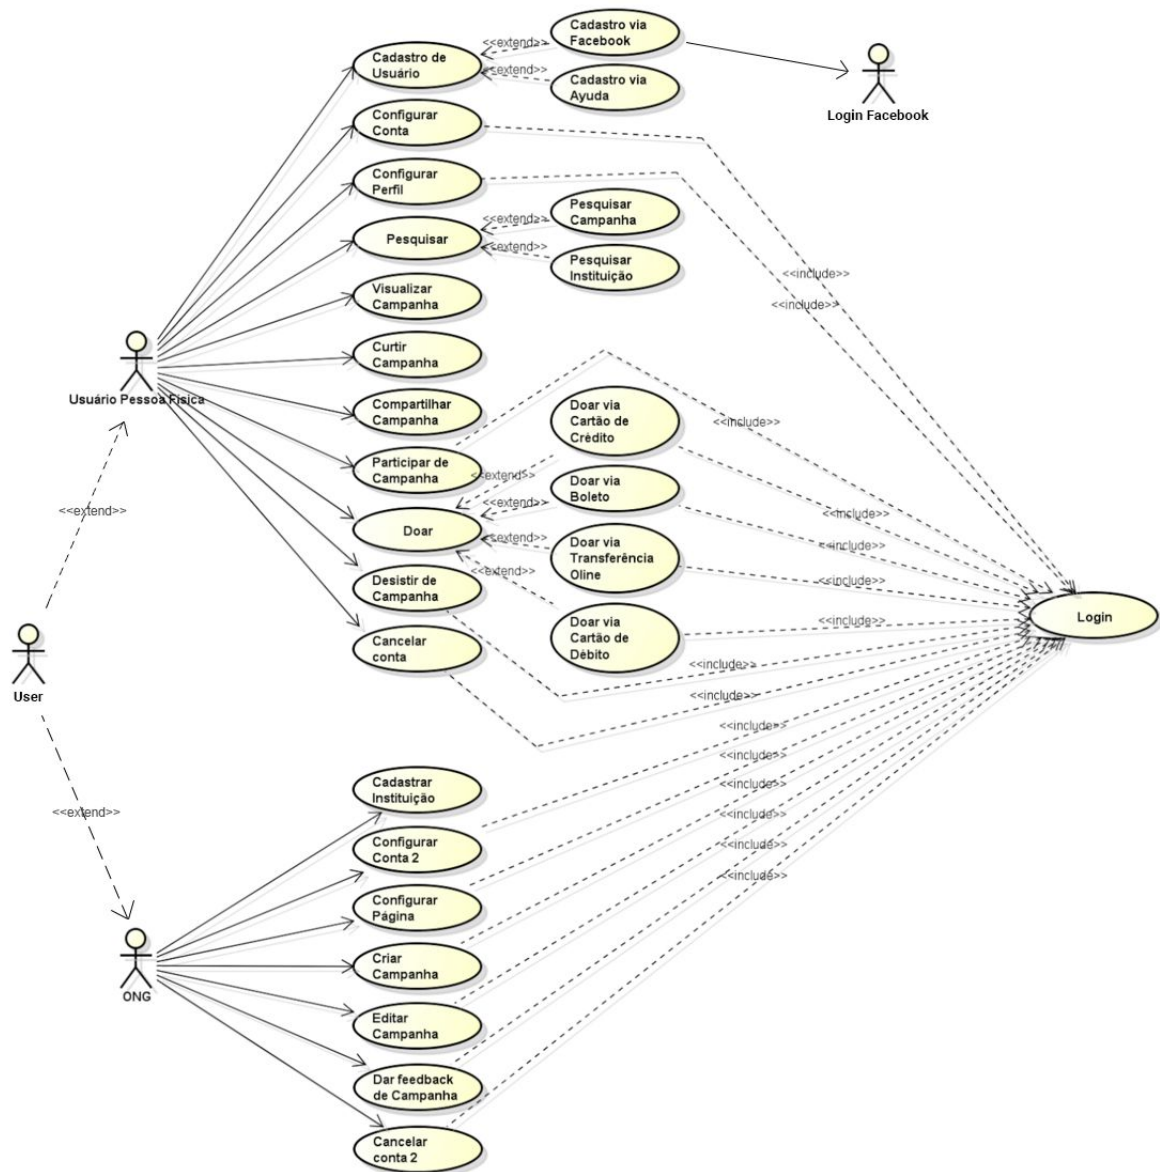 Cadastro via
Facebook
<<extend>>
Cadastro de
Usuário
<<extend>>
Cadastro via
Ayuda
Login Facebook
Configurar
Conta
Configurar
Perfil
Pesquisar
Campanha
<<extend>>
Pesquisar
<<extend>>
Pesquisar
Instituição
<<include>>
Visualizar
Campanha
<<include>>
Curtir
Campanha
Usuário Pessoa Física
Compartilhar
Campanha
Doar via
Cartão de
Crédito
<<include>>
Participar de
Campanha
<<extend>>
Doar via
Boleto
<<extend>>
<<include>>
<<extend>>
Doar
<<extend>>
Doar via
Transferência
Oline
<<include>>
<<extend>>
<<include>>
Desistir de
Campanha
Login
Doar via
Cartão de
Débito
<<include>>
Cancelar
conta
<<include>>
User
<<include>>
<<include>>
<<include>>
Cadastrar
Instituição
<<include>>
<<extend>>
<<include>>
Configurar
Conta 2
<<include>>
<<include>>
Configurar
Página
Criar
Campanha
ONG
Editar
Campanha
Dar feedback
de Campanha
Cancelar
conta 2